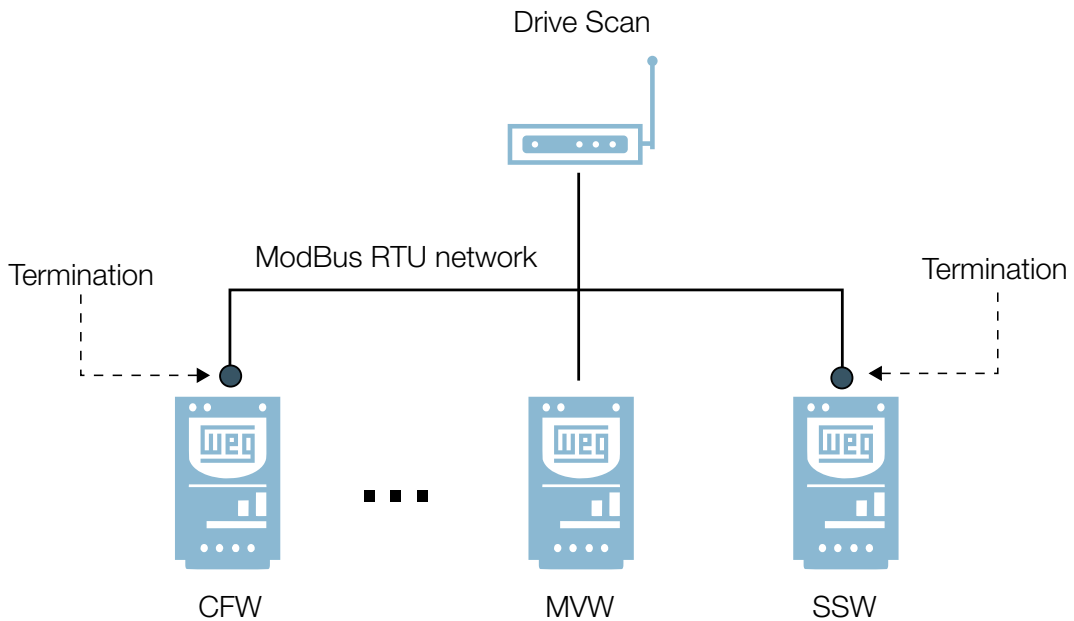 Drive Scan
ModBus RTU network
Termination
Termination
weg
weg
weg
CFW
MVW
SSW